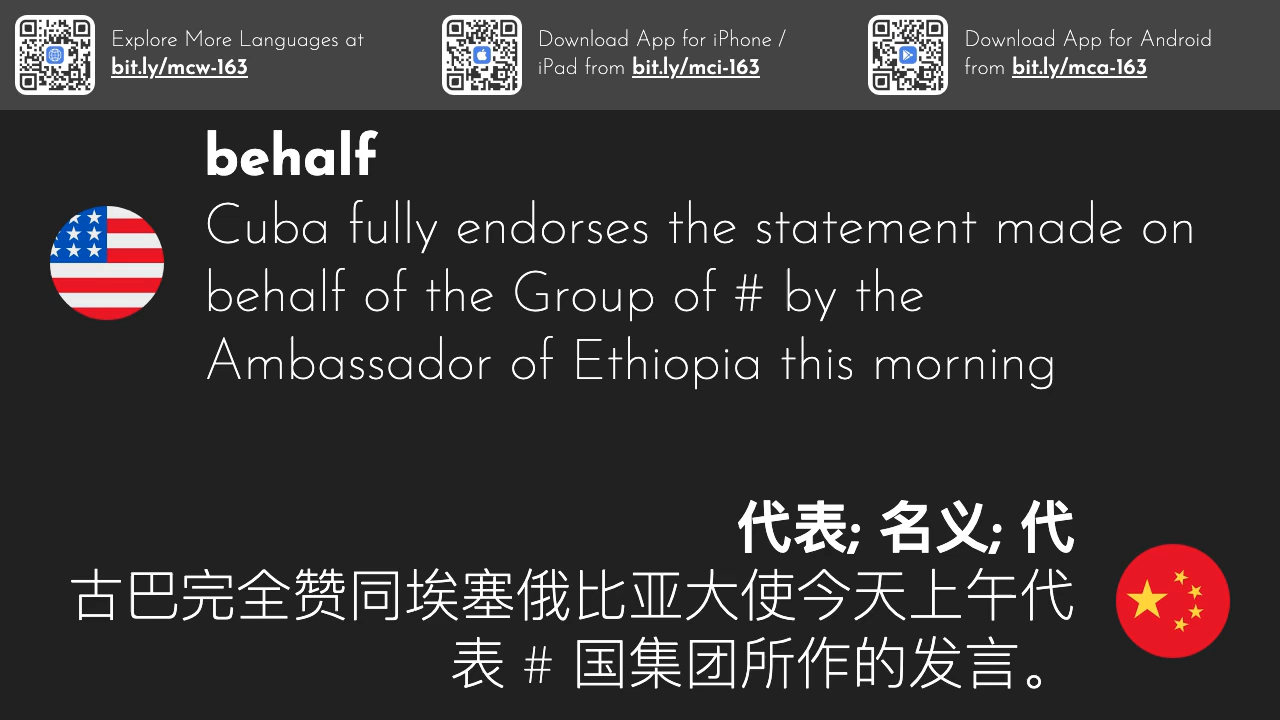 Explore More Languages at
bit.ly/mcw-163
Download App for iPhone /
iPad from bit.ly/mci-163
Download App for Android
from bit.ly/mca-163
behalf
Cuba fully endorses the statement made on
behalf of the Group of # by the
Ambassador of Ethiopia this morning
代表; 名义; 代
古巴完全赞同埃塞俄比亚大使今天上午代
表 # 国集团所作的发言。